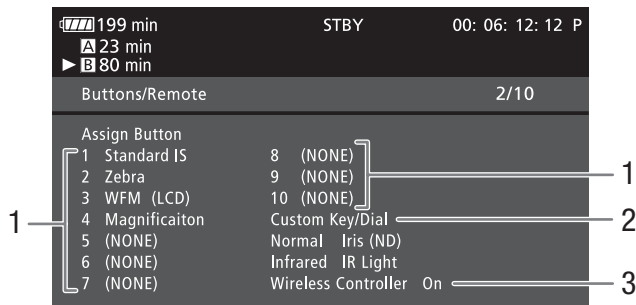 199 min STBY 00: 06: 12: 12 P
A 23 min
B 80 min
Buttons/Remote 2/10
Assign Button
1 Standard IS 8 (NONE)
2 Zebra 9 (NONE)
3 WFM (LCD) 10 (NONE)
4 Magnificaiton Custom Key/Dial
5 (NONE) Normal Iris (ND)
6 (NONE) Infrared IR Light
7 (NONE) Wireless Controller On
1
1
2
3